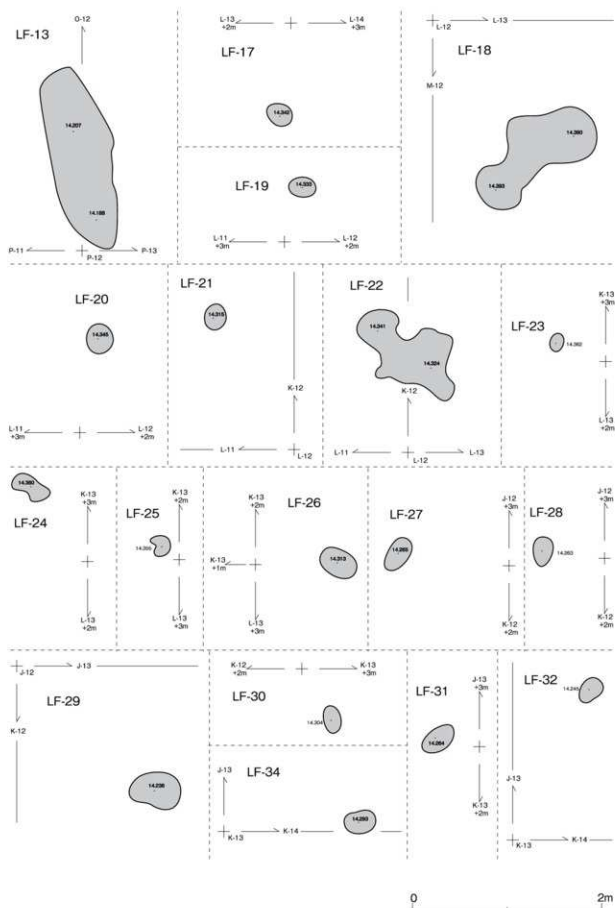 LF-13
O-12
14.207
14.188
P-11
P-12
P-13
L-13
+2m
L-14
+3m
LF-17
14.342
LF-19
14.333
L-11
+3m
L-12
+2m
L-12
L-13
LF-18
M-12
14.380
14.383
LF-20
14.345
L-11
+3m
L-12
+2m
LF-21
14.315
K-12
L-11
L-12
LF-22
14.341
14.324
K-12
L-11
L-12
L-13
LF-23
K-13
+3m
14.382
L-13
+2m
14.380
LF-24
K-13
+3m
L-13
+2m
LF-25
K-13
+2m
L-13
+3m
LF-26
K-13
+2m
K-13
+1m
14.313
L-13
+3m
LF-27
J-12
+3m
14.265
K-12
+2m
LF-28
J-12
+3m
14.263
K-12
+2m
J-12
J-13
LF-29
K-12
14.236
K-12
+2m
K-13
+3m
LF-30
14.304
LF-34
J-13
14.293
K-13
K-14
LF-31
J-13
+3m
14.264
K-13
+2m
LF-32
14.245
J-13
K-13
K-14
0
2m